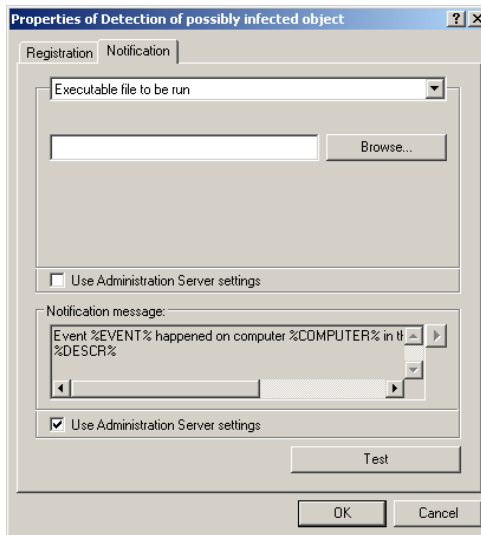 Properties of Detection of possibly infected object
Registration
Notification
Executable file to be run
Browse...
Use Administration Server settings
Notification message:
Event %EVENT% happened on computer %COMPUTER% in
%DESCR%
Use Administration Server settings
Test
OK
Cancel